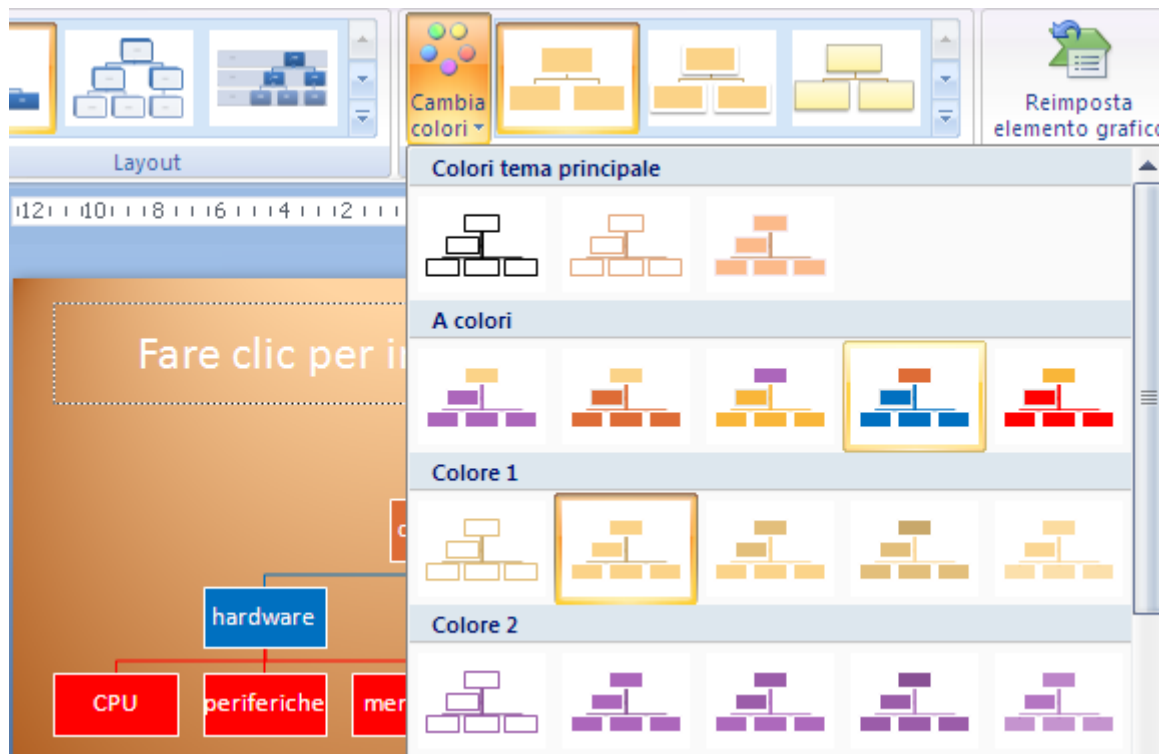 Cambia
colori
Reimposta
elemento grafico
Layout
Colori tema principale
12 10 8 6 4 2
A colori
Fare clic per
Colore 1
hardware
Colore 2
CPU
periferiche